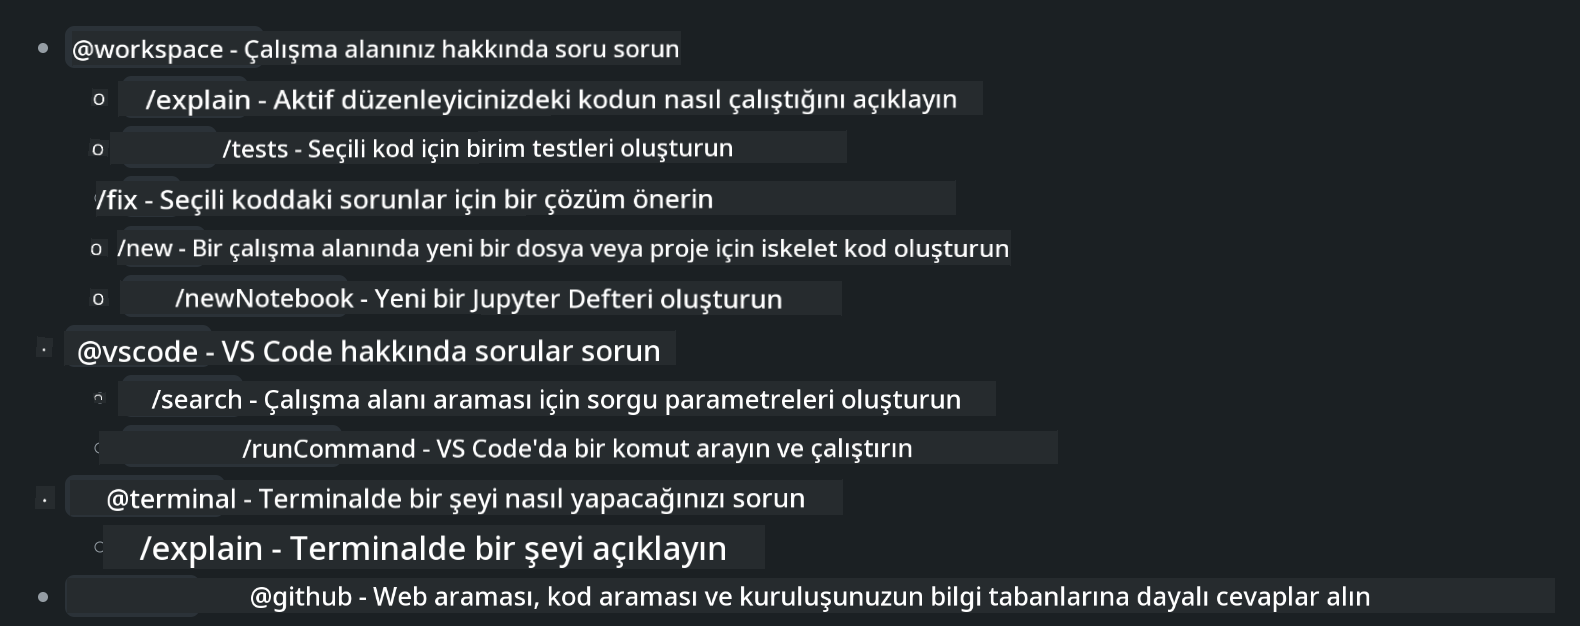 @workspace - Çalışma alanınız hakkında soru sorun
/explain - Aktif düzenleyicinizdeki kodun nasıl çalıştığını açıklayın
/tests - Seçili kod için birim testleri oluşturun
/fix - Seçili koddaki sorunlar için bir çözüm önerin
/new - Bir çalışma alanında yeni bir dosya veya proje için iskelet kod oluşturun
/newNotebook - Yeni bir Jupyter Defteri oluşturun
@vscode - VS Code hakkında sorular sorun
/search - Çalışma alanı araması için sorgu parametreleri oluşturun
/runCommand - VS Code'da bir komut arayın ve çalıştırın
@terminal - Terminalde bir şeyi nasıl yapacağınızı sorun
/explain - Terminalde bir şeyi açıklayın
@github - Web araması, kod araması ve kuruluşunuzun bilgi tabanlarına dayalı cevaplar alın